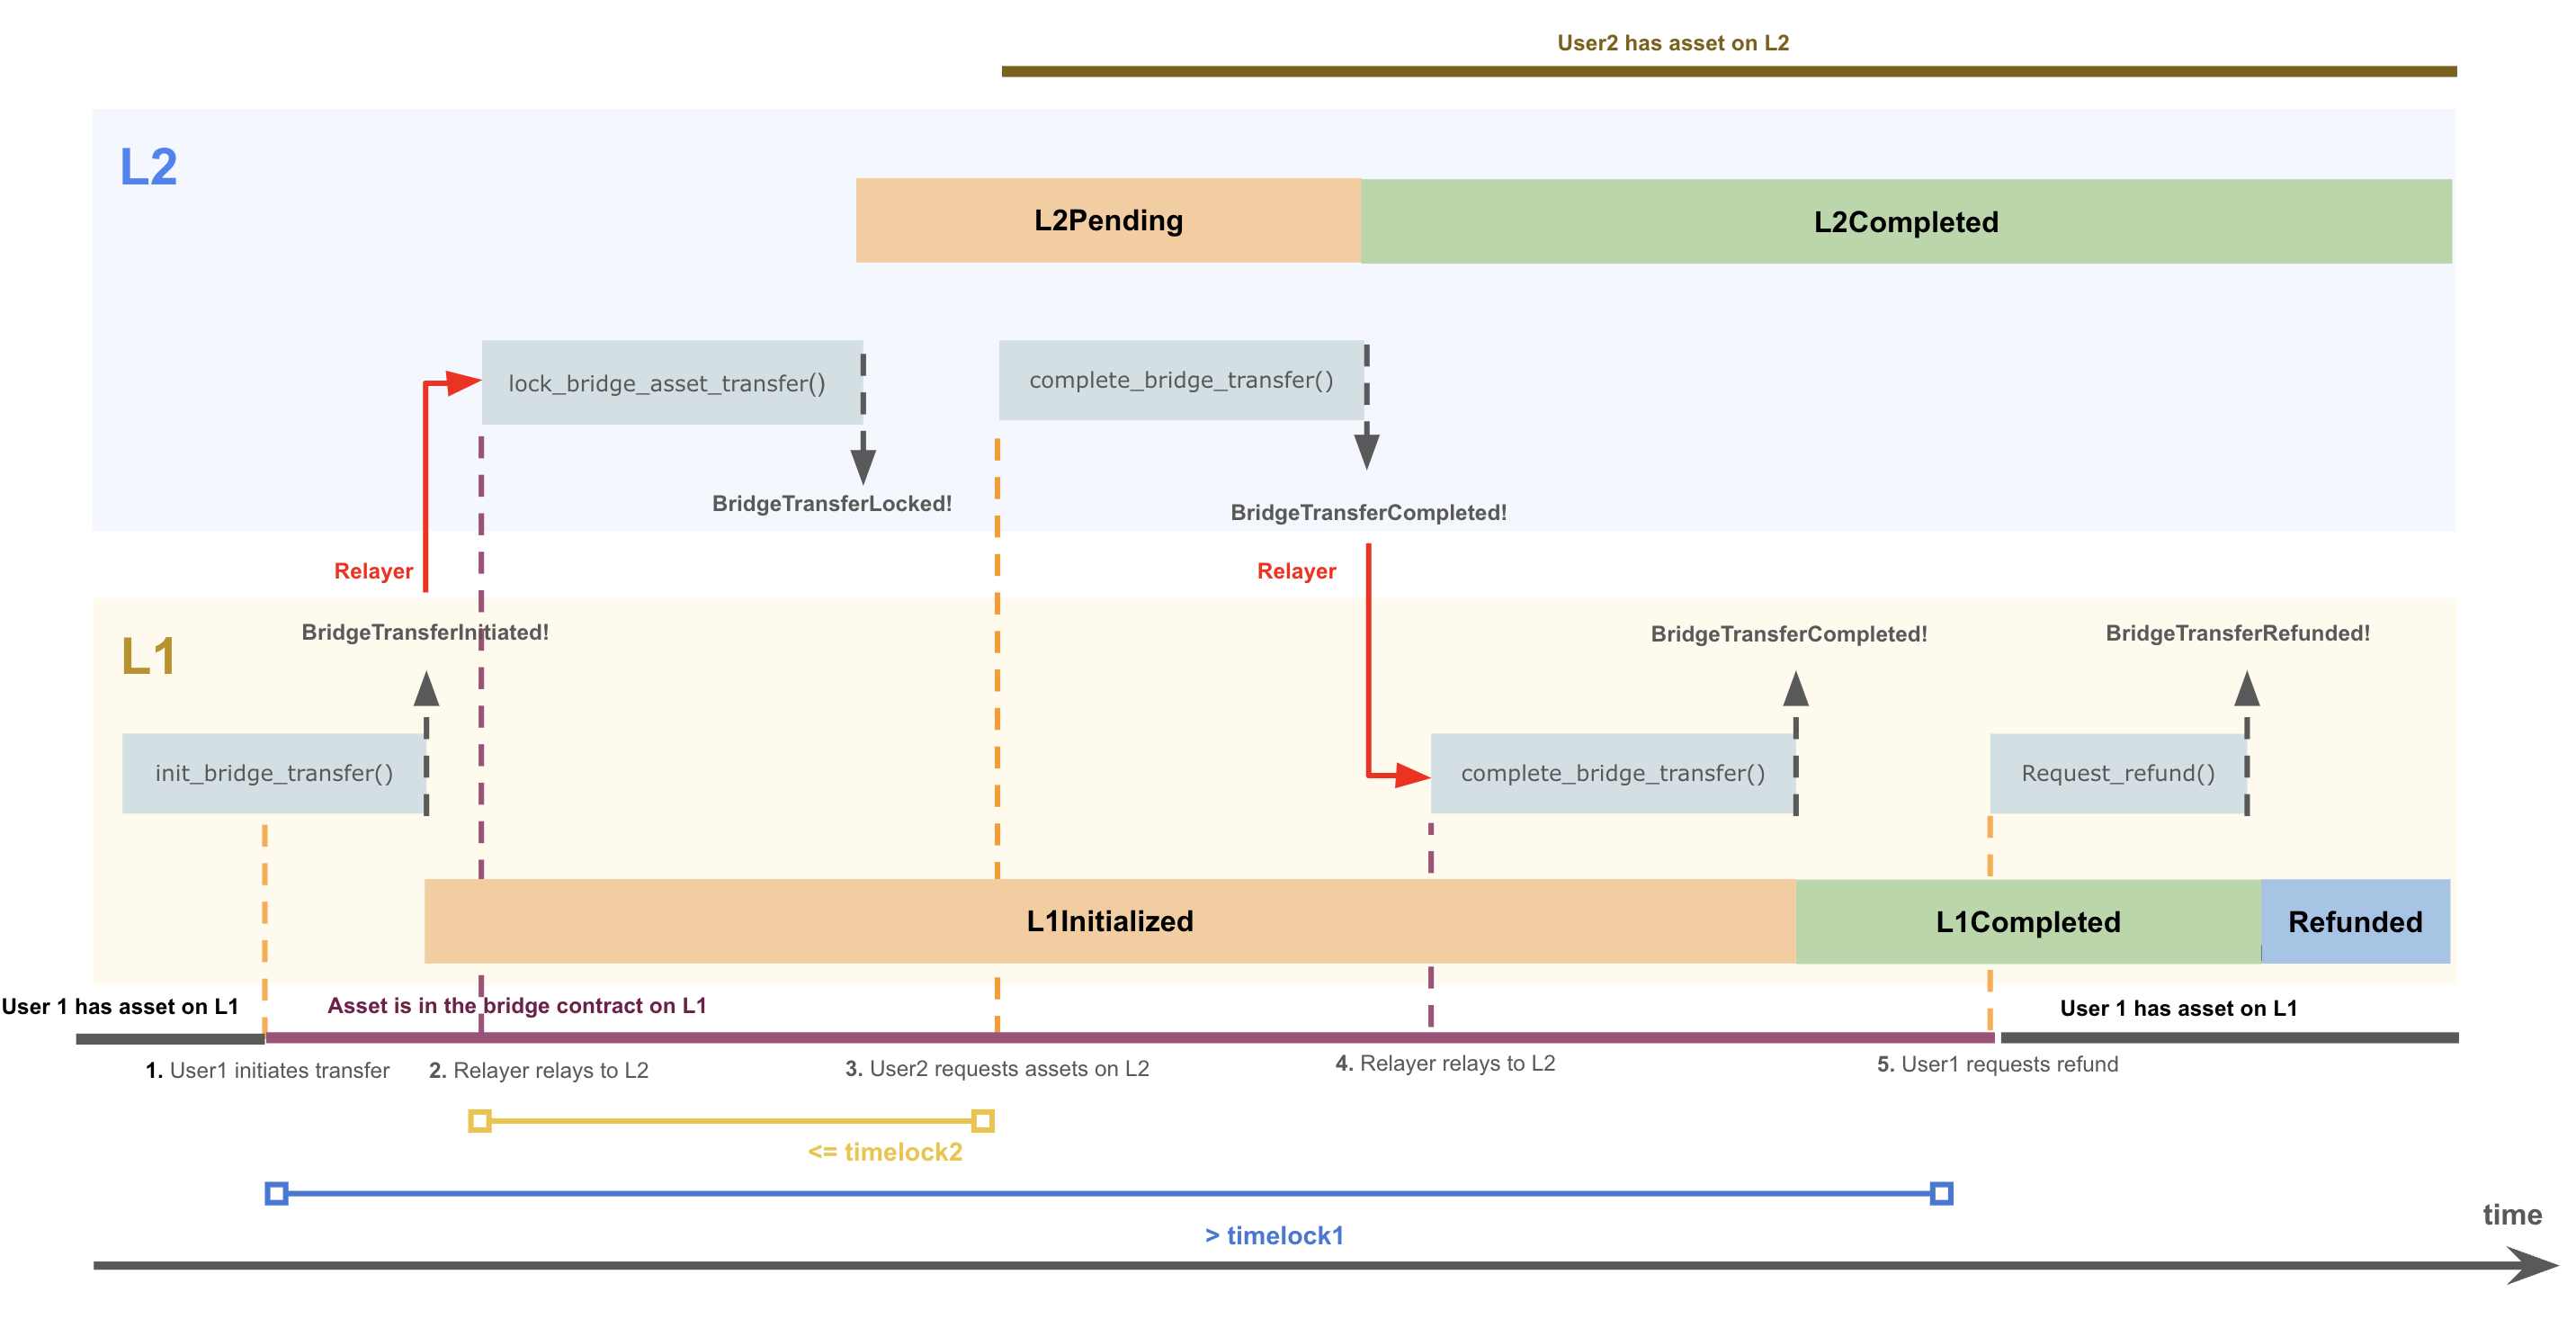 User2 has asset on L2
L2
L2Pending
L2Completed
lock_bridge_asset_transfer()
complete_bridge_transfer()
BridgeTransferLocked!
BridgeTransferCompleted!
Relayer
Relayer
BridgeTransferInitiated!
BridgeTransferCompleted!
BridgeTransferRefunded!
L1
init_bridge_transfer()
complete_bridge_transfer()
Request_refund()
L1Initialized
L1Completed
Refunded
User 1 has asset on L1
Asset is in the bridge contract on L1
User 1 has asset on L1
1. User1 initiates transfer
2. Relayer relays to L2
3. User2 requests assets on L2
4. Relayer relays to L2
5. User1 requests refund
<= timelock2
> timelock1
time